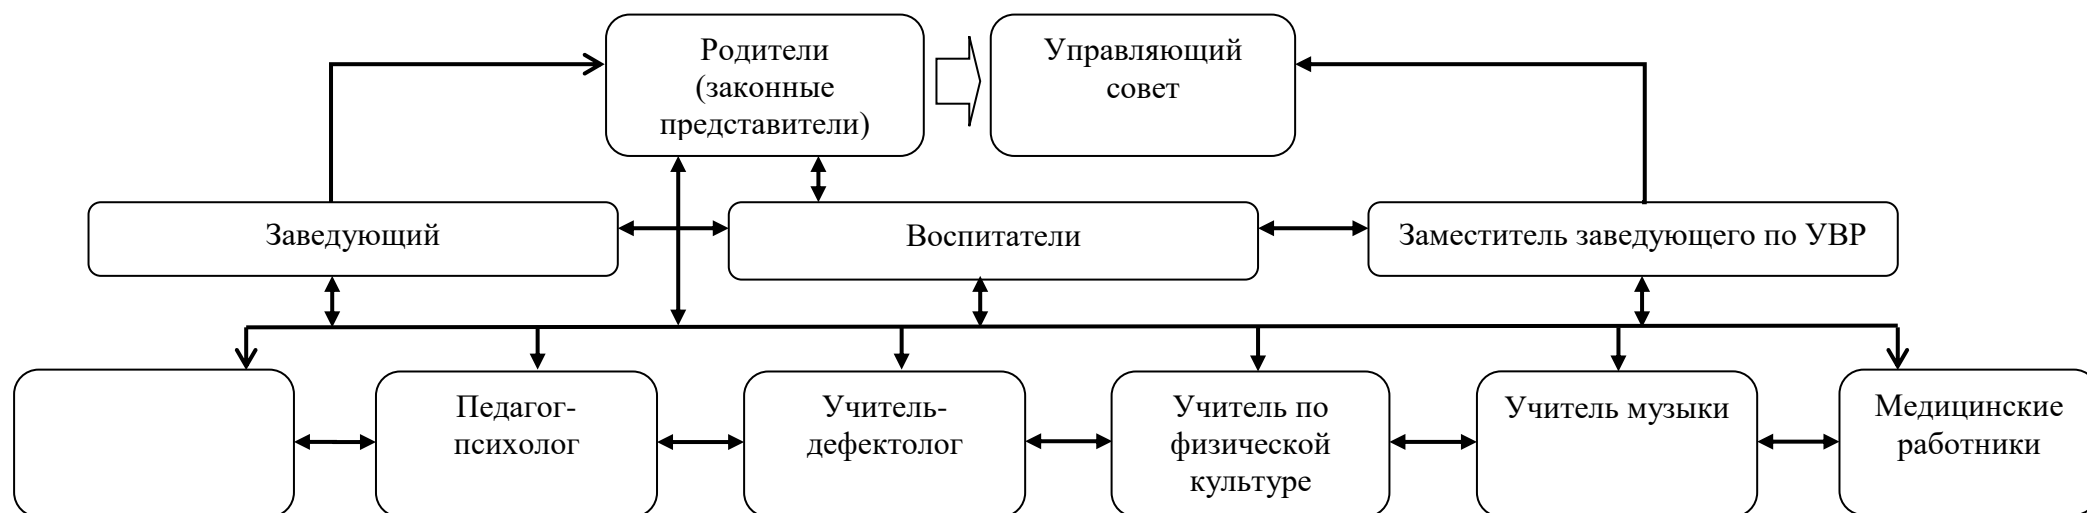 Родители
(законные
представители)
Управляющий
совет
Заведующий
Воспитатели
Заместитель заведующего по УВР
Педагог-
психолог
Учитель-
дефектолог
Учитель по
физической
культуре
Учитель музыки
Медицинские
работники